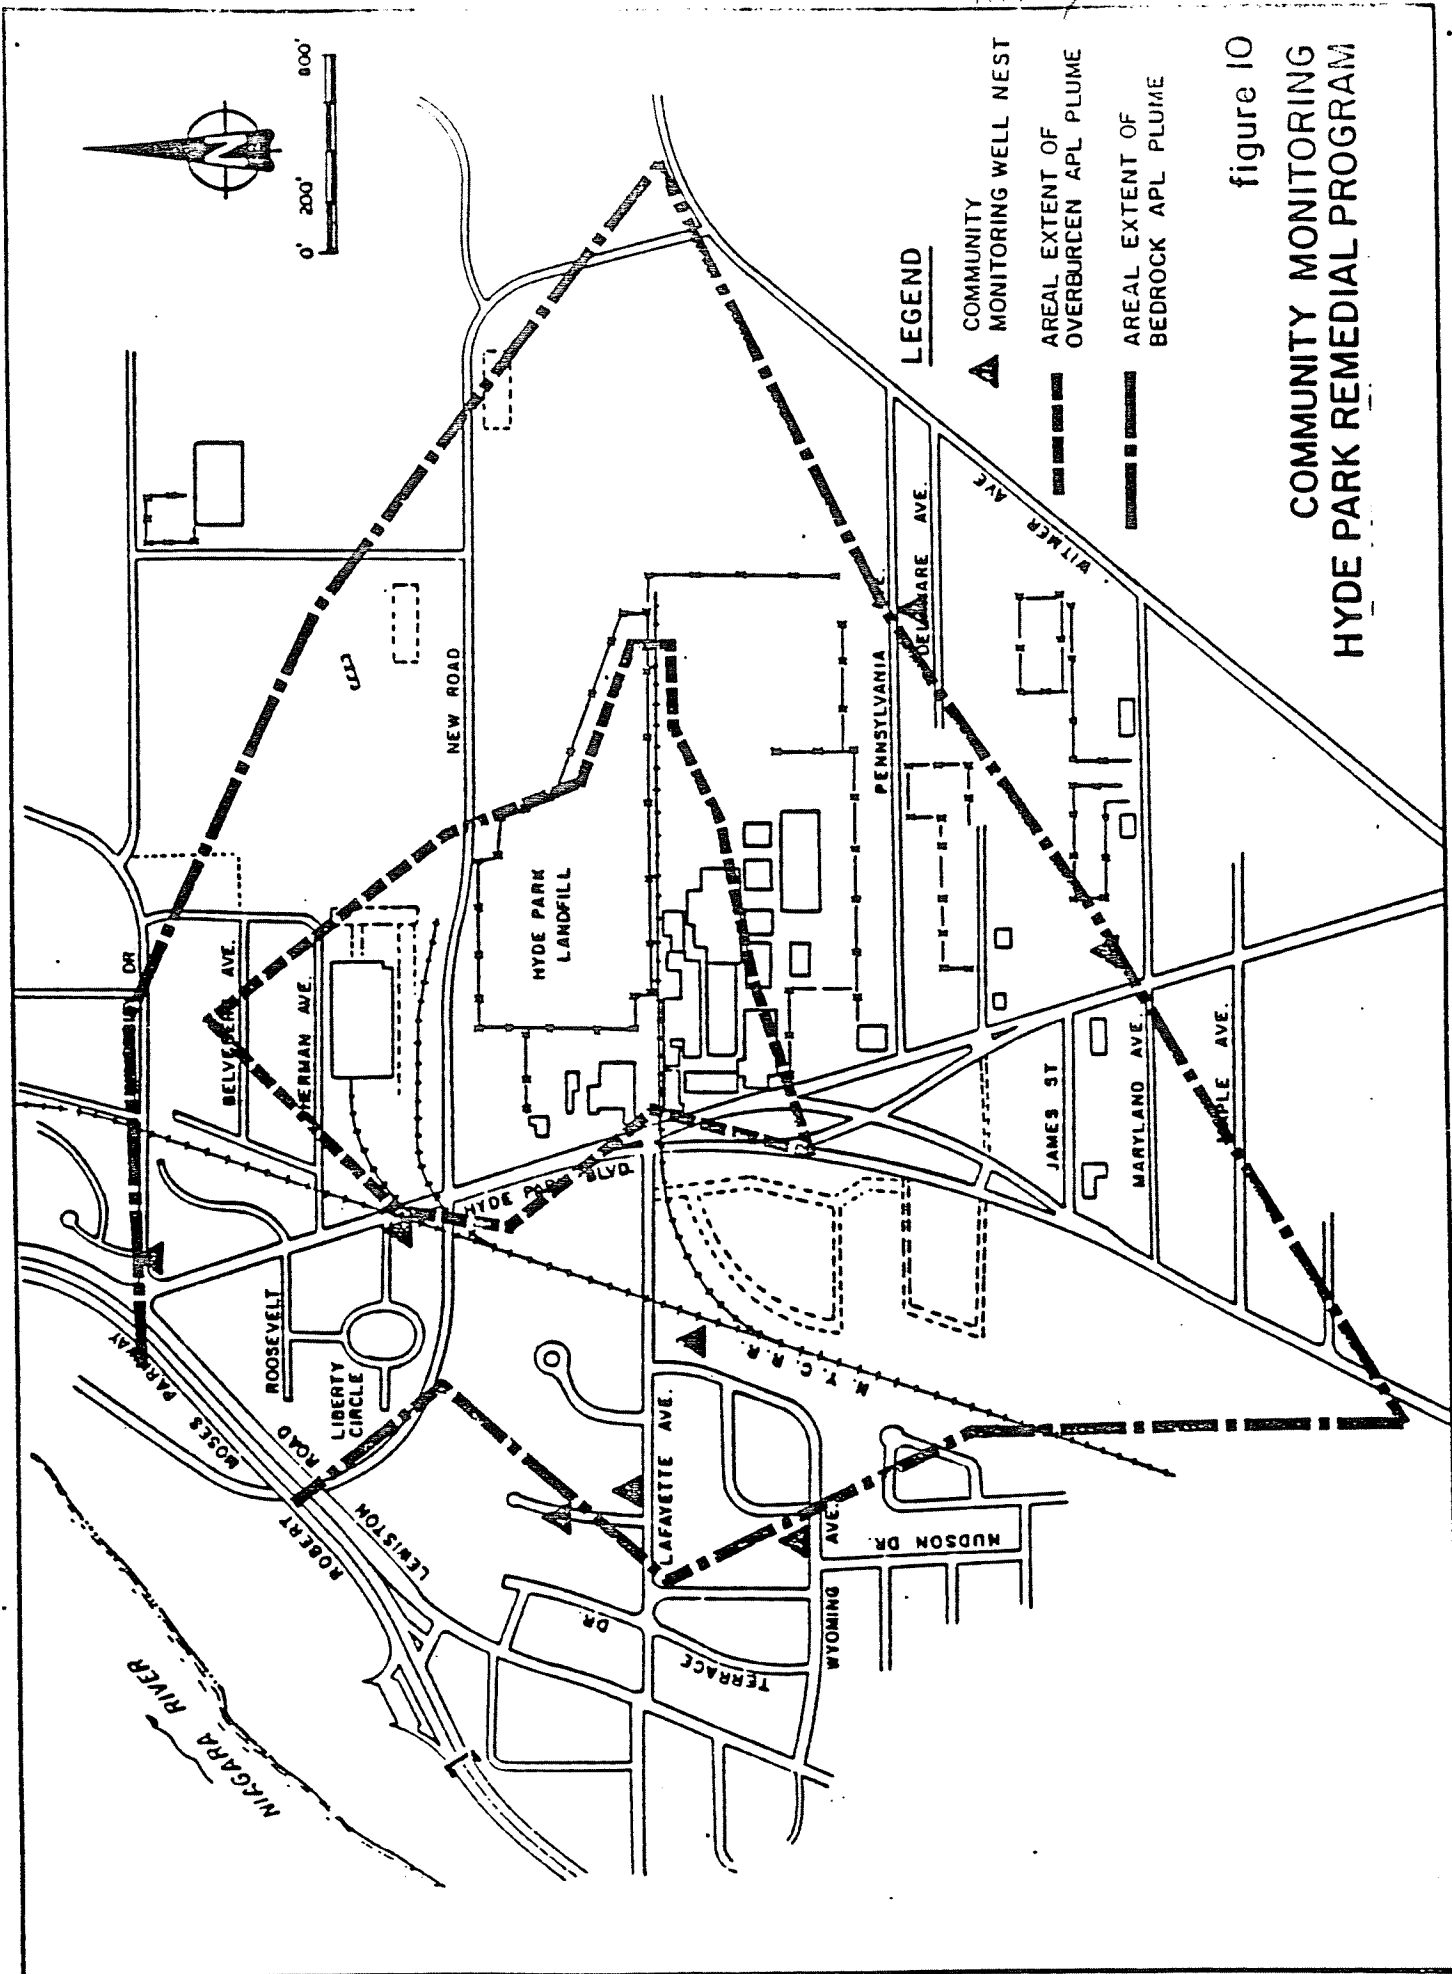 NIAGARA RIVER
ROBERT MOSES PARKWAY
LEWISTON ROAD
ROOSEVELT
LIBERTY
CIRCLE
DR
BELVEDERE AVE.
SHERMAN AVE.
NEW ROAD
HYDE PARK BLVD.
HYDE PARK
LANDFILL
N.Y.C.R.R.
LAFAYETTE AVE.
TERRACE DR.
WYOMING AVE.
HUDSON DR.
PENNSYLVANIA
DELAWARE AVE.
WITMER AVE
JAMES ST
MARYLAND AVE.
MAPLE AVE.
N
0' 200' 800'
LEGEND
COMMUNITY
MONITORING WELL NEST
AREAL EXTENT OF
OVERBURDEN APL PLUME
AREAL EXTENT OF
BEDROCK APL PLUME
figure 10
COMMUNITY MONITORING
HYDE PARK REMEDIAL PROGRAM